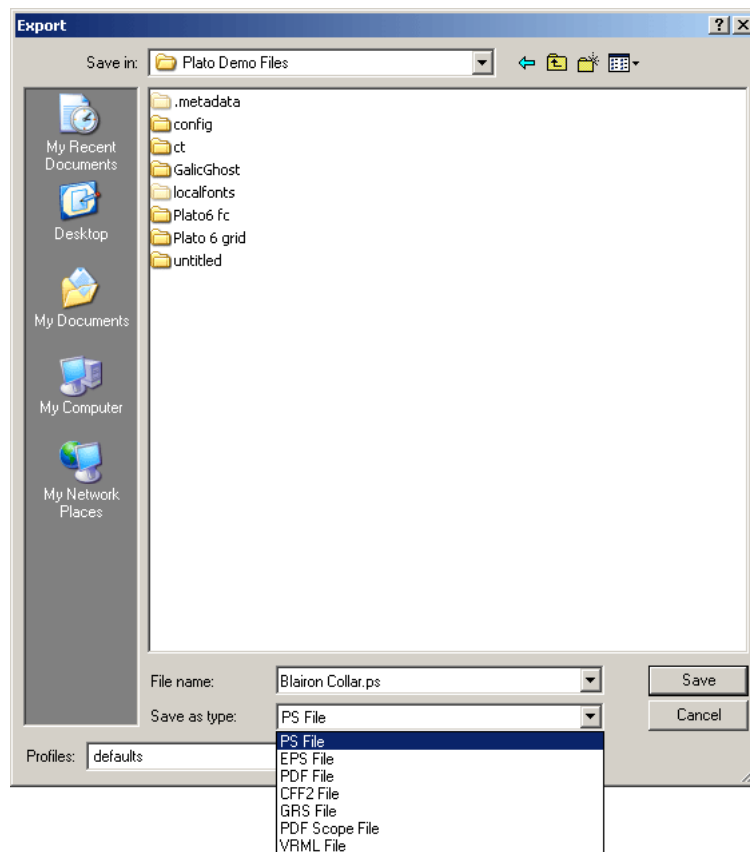 Export
Save in: Plato Demo Files
My Recent
Documents
Desktop
My Documents
My Computer
My Network
Places
.metadata
config
ct
GalicGhost
localfonts
Plato6 fc
Plato 6 grid
untitled
File name: Blairon Collar.ps Save
Save as type: PS File Cancel
Profiles: defaults
PS File
EPS File
PDF File
CFF2 File
GRS File
PDF Scope File
VRML File